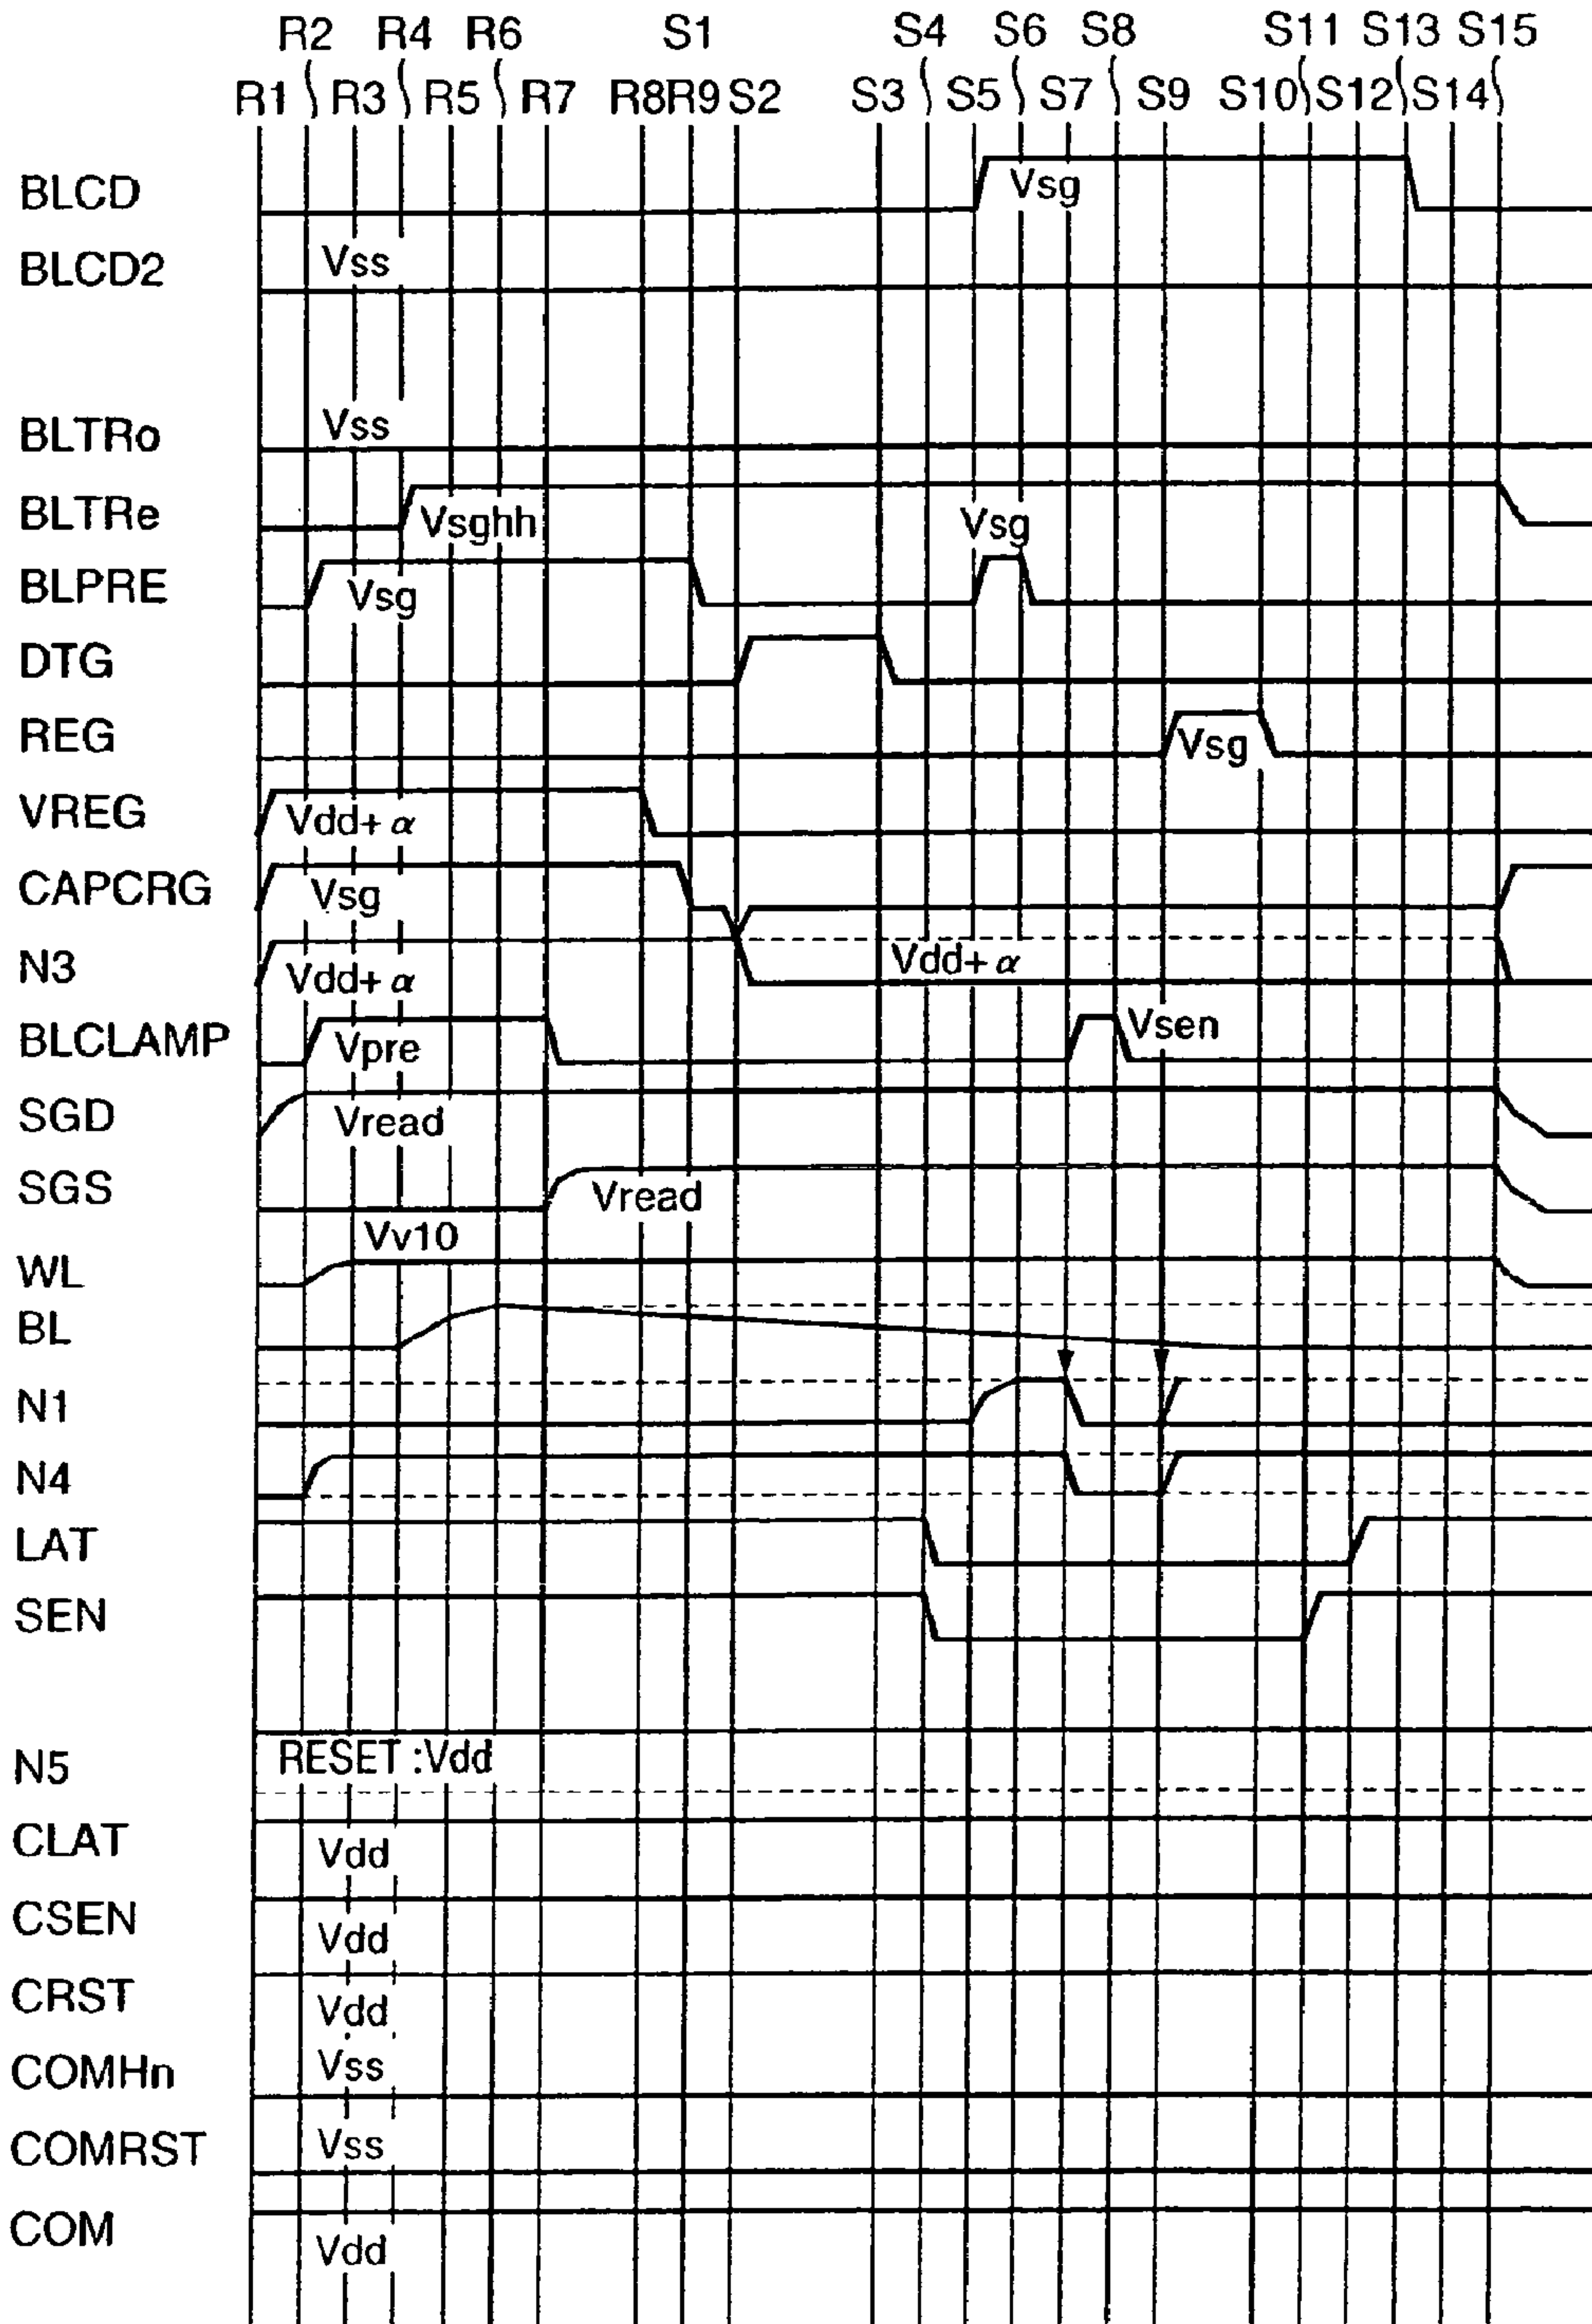 R2 R4 R6 S1 S4 S6 S8 S11 S13 S15
R1 R3 R5 R7 R8 R9 S2 S3 S5 S7 S9 S10 S12 S14
BLCD Vsg
BLCD2 Vss
BLTRo Vss
BLTRe Vsghh Vsg
BLPRE Vsg
DTG
REG Vsg
VREG Vdd+α
CAPCRG Vsg
N3 Vdd+α Vdd+α
BLCLAMP Vpre Vsen
SGD Vread
SGS Vread
Vv10
WL
BL
N1
N4
LAT
SEN
N5 RESET :Vdd
CLAT Vdd
CSEN Vdd
CRST Vdd
COMHn Vss
COMRST Vss
COM Vdd